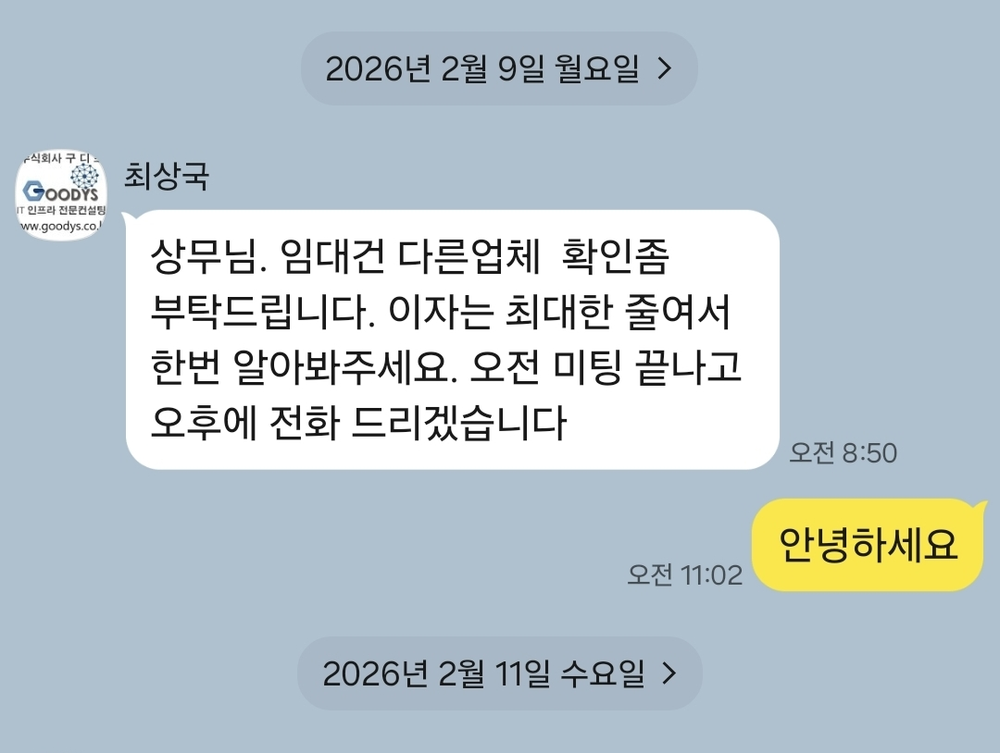 2026년 2월 9일 월요일 >
주식회사 구 디
GOODYS
IT 인프라 전문컨설팅
www.goodys.co.
최상국
상무님. 임대건 다른업체  확인좀
부탁드립니다. 이자는 최대한 줄여서
한번 알아봐주세요. 오전 미팅 끝나고
오후에 전화 드리겠습니다
오전 8:50
안녕하세요
오전 11:02
2026년 2월 11일 수요일 >